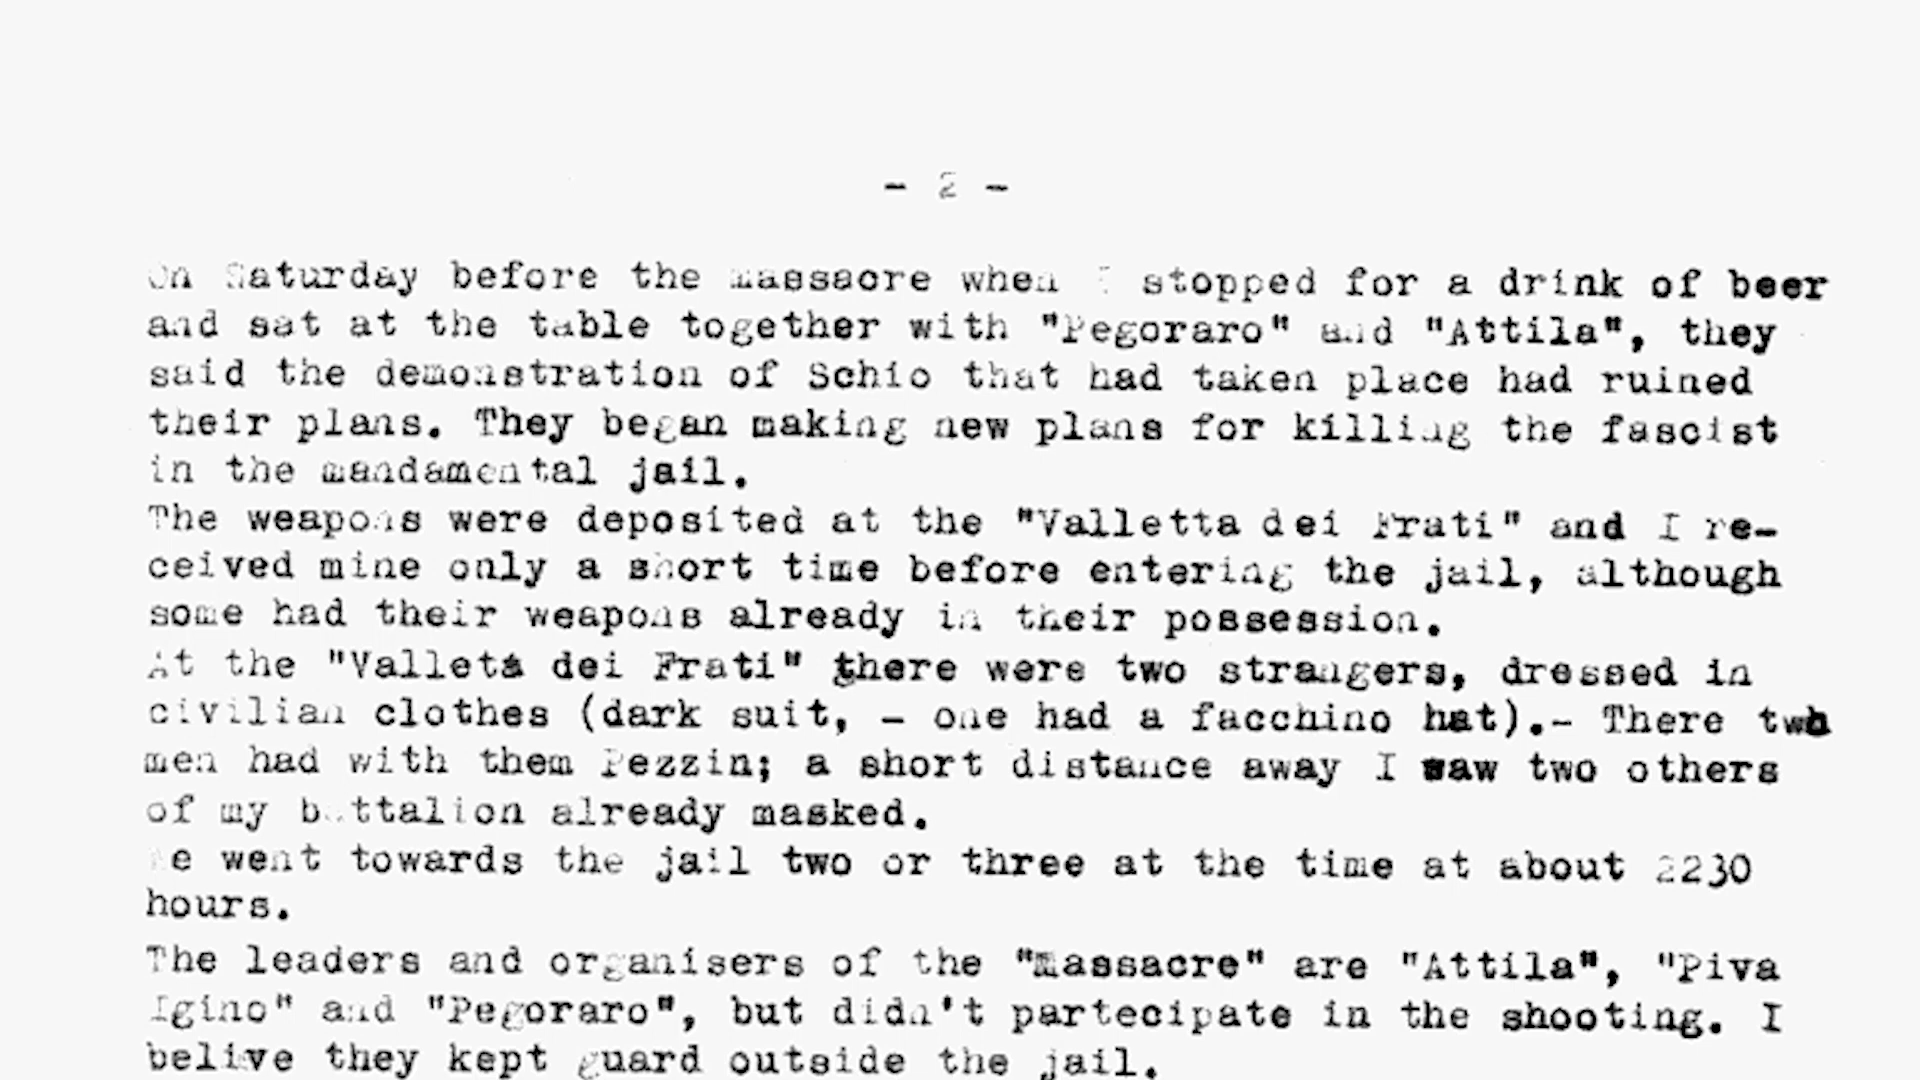 - 2 -
On Saturday before the massacre when I stopped for a drink of beer
and sat at the table together with "Pegoraro" and "Attila", they
said the demonstration of Schio that had taken place had ruined
their plans. They began making new plans for killing the fascist
in the mandamental jail.
The weapons were deposited at the "Valletta dei Frati" and I re-
ceived mine only a short time before entering the jail, although
some had their weapons already in their possession.
At the "Valleta dei Frati" there were two strangers, dressed in
civilian clothes (dark suit, - one had a facchino hat).- There two
men had with them Pezzin; a short distance away I saw two others
of my battalion already masked.
We went towards the jail two or three at the time at about 2230
hours.
The leaders and organisers of the "massacre" are "Attila", "Piva
Igino" and "Pegoraro", but didn't partecipate in the shooting. I
belive they kept guard outside the jail.